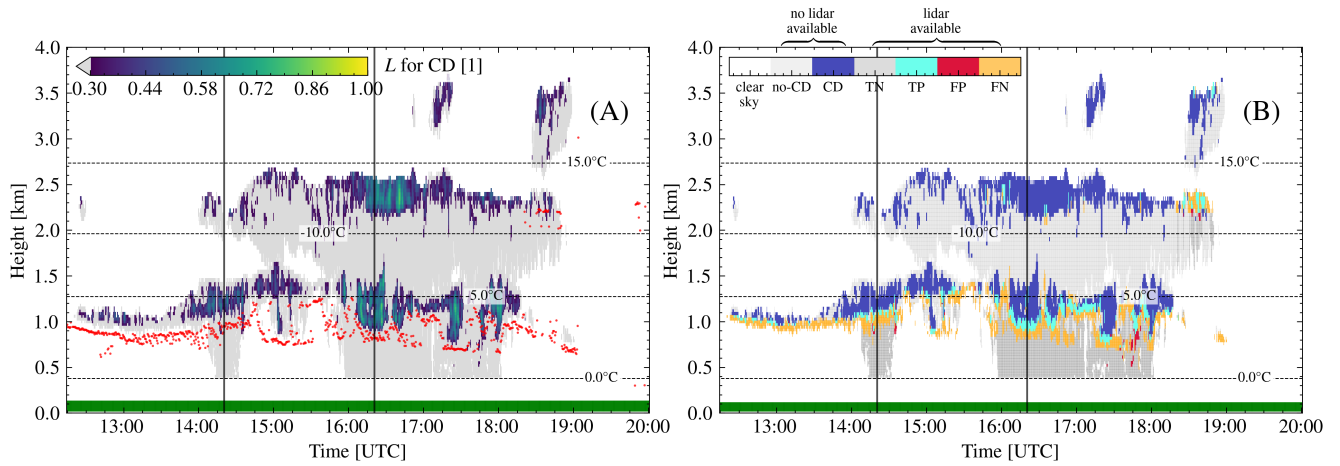 no lidar available
lidar available
4.0
3.5
3.0
2.5
2.0
1.5
1.0
0.5
0.0
Height [km]
L for CD [1]
0.30 0.44 0.58 0.72 0.86 1.00
(A)
-15.0°C
-10.0°C
-5.0°C
0.0°C
13:00 14:00 15:00 16:00 17:00 18:00 19:00 20:00
Time [UTC]
4.0
3.5
3.0
2.5
2.0
1.5
1.0
0.5
0.0
Height [km]
clear sky no-CD CD TN TP FP FN
(B)
-15.0°C
-10.0°C
-5.0°C
0.0°C
13:00 14:00 15:00 16:00 17:00 18:00 19:00 20:00
Time [UTC]